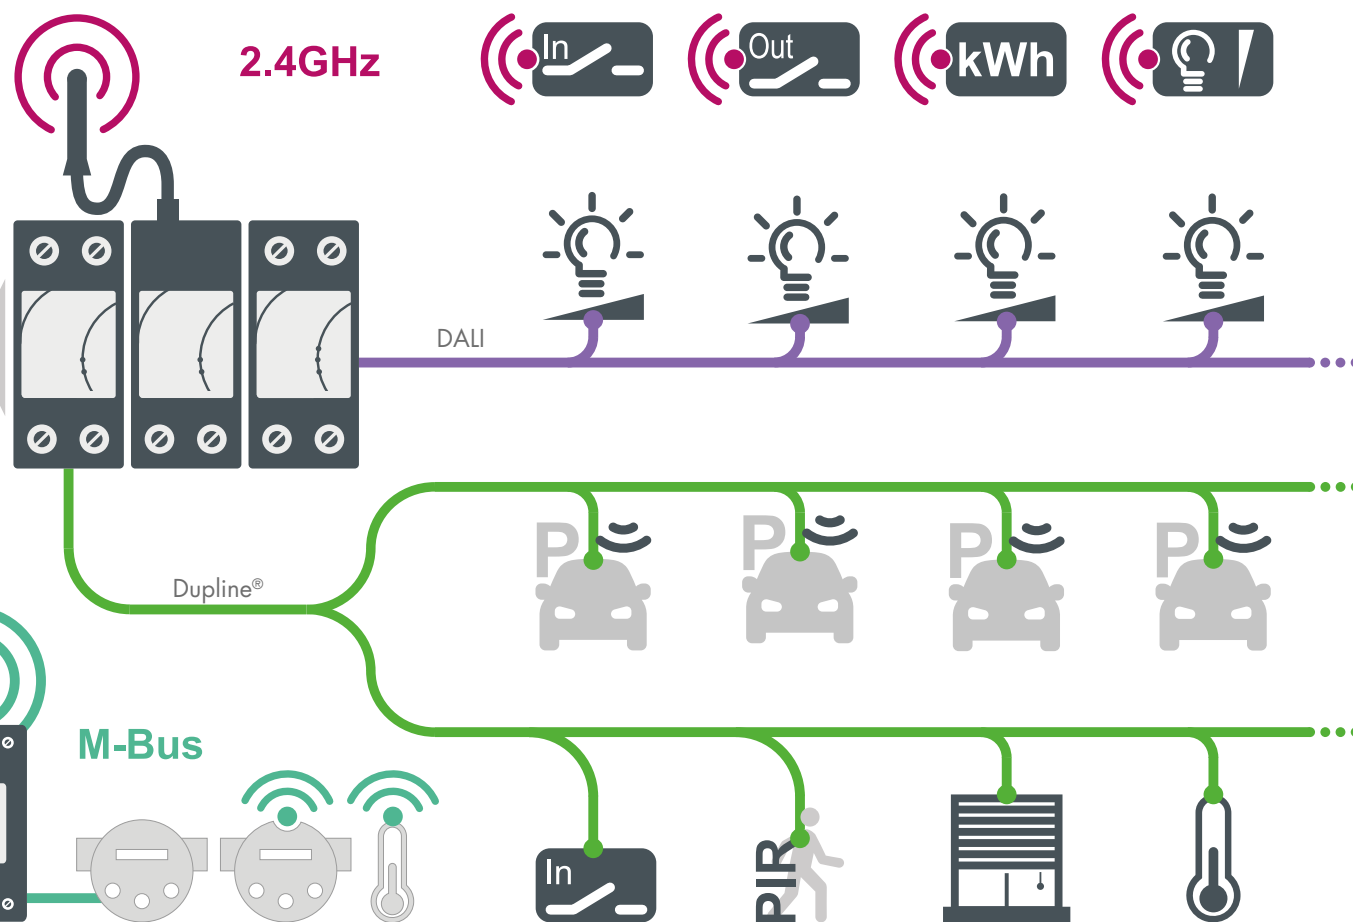 2.4GHz
In
Out
kWh
DALI
P P P P
Dupline®
M-Bus
In
PIR